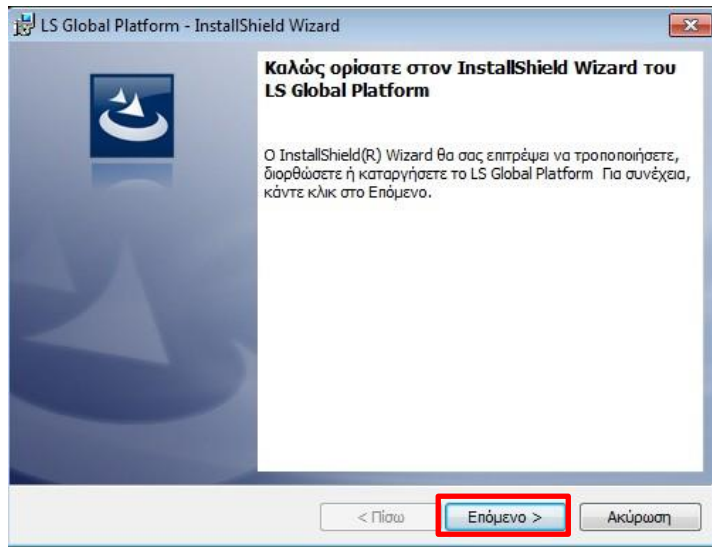 LS Global Platform - InstallShield Wizard
Καλώς ορίσατε στον InstallShield Wizard του
LS Global Platform
Ο InstallShield(R) Wizard θα σας επιτρέψει να τροποποιήσετε,
διορθώσετε ή καταργήσετε το LS Global Platform Για συνέχεια,
κάντε κλικ στο Επόμενο.
< Πίσω Επόμενο > Ακύρωση